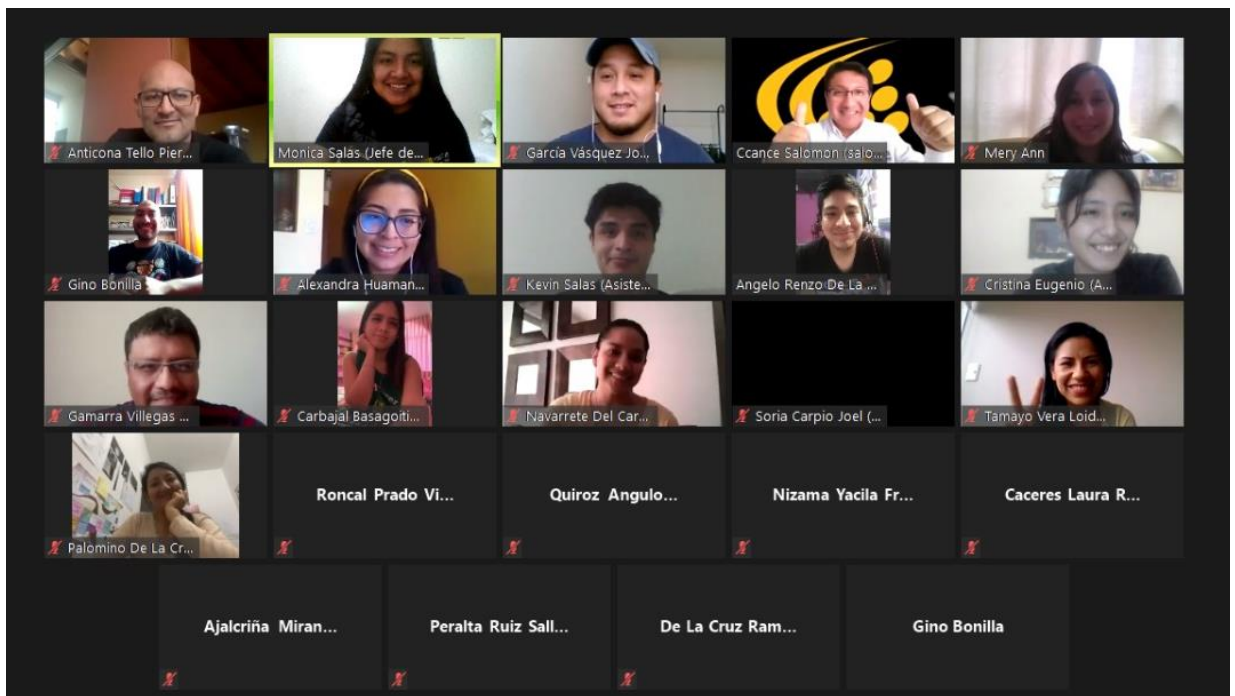 Anticona Tello Pier...
Monica Salas (Jefe de...
García Vásquez Jo...
Ccance Salomon (salo...
Mery Ann
Gino Bonilla
Alexandra Huaman...
Kevin Salas (Asiste...
Angelo Renzo De La ...
Cristina Eugenio (A...
Gamarra Villegas ...
Carbajal Basagoiti...
Navarrete Del Car...
Soria Carpio Joel (...
Tamayo Vera Loid...
Palomino De La Cr...
Roncal Prado Vi...
Quiroz Angulo...
Nizama Yacila Fr...
Caceres Laura R...
Ajalcriña Miran...
Peralta Ruiz Sall...
De La Cruz Ram...
Gino Bonilla